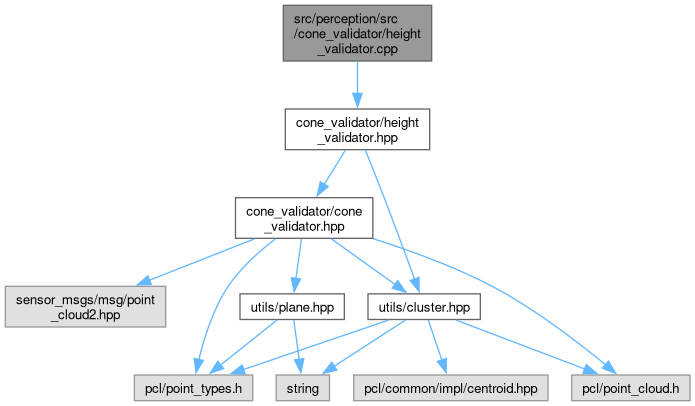 src/perception/src
/cone_validator/height
_validator.cpp
cone_validator/height
_validator.hpp
cone_validator/cone
_validator.hpp
sensor_msgs/msg/point
_cloud2.hpp
utils/plane.hpp
utils/cluster.hpp
pcl/point_types.h
string
pcl/common/impl/centroid.hpp
pcl/point_cloud.h